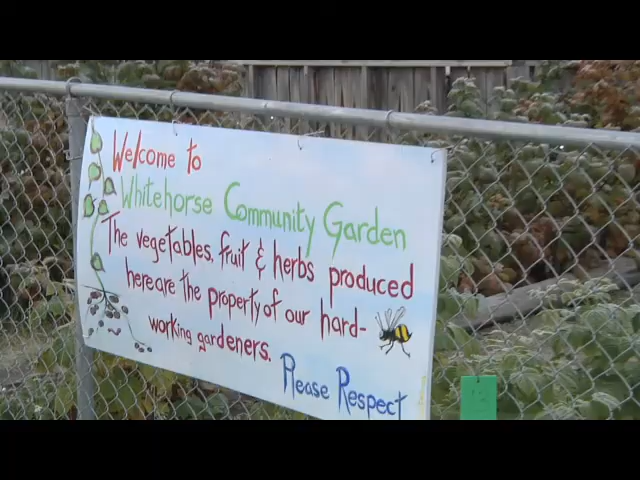 Welcome to
Whitehorse Community Garden
The vegetables, fruit & herbs produced
here are the property of our hard-
working gardeners.
Please Respect